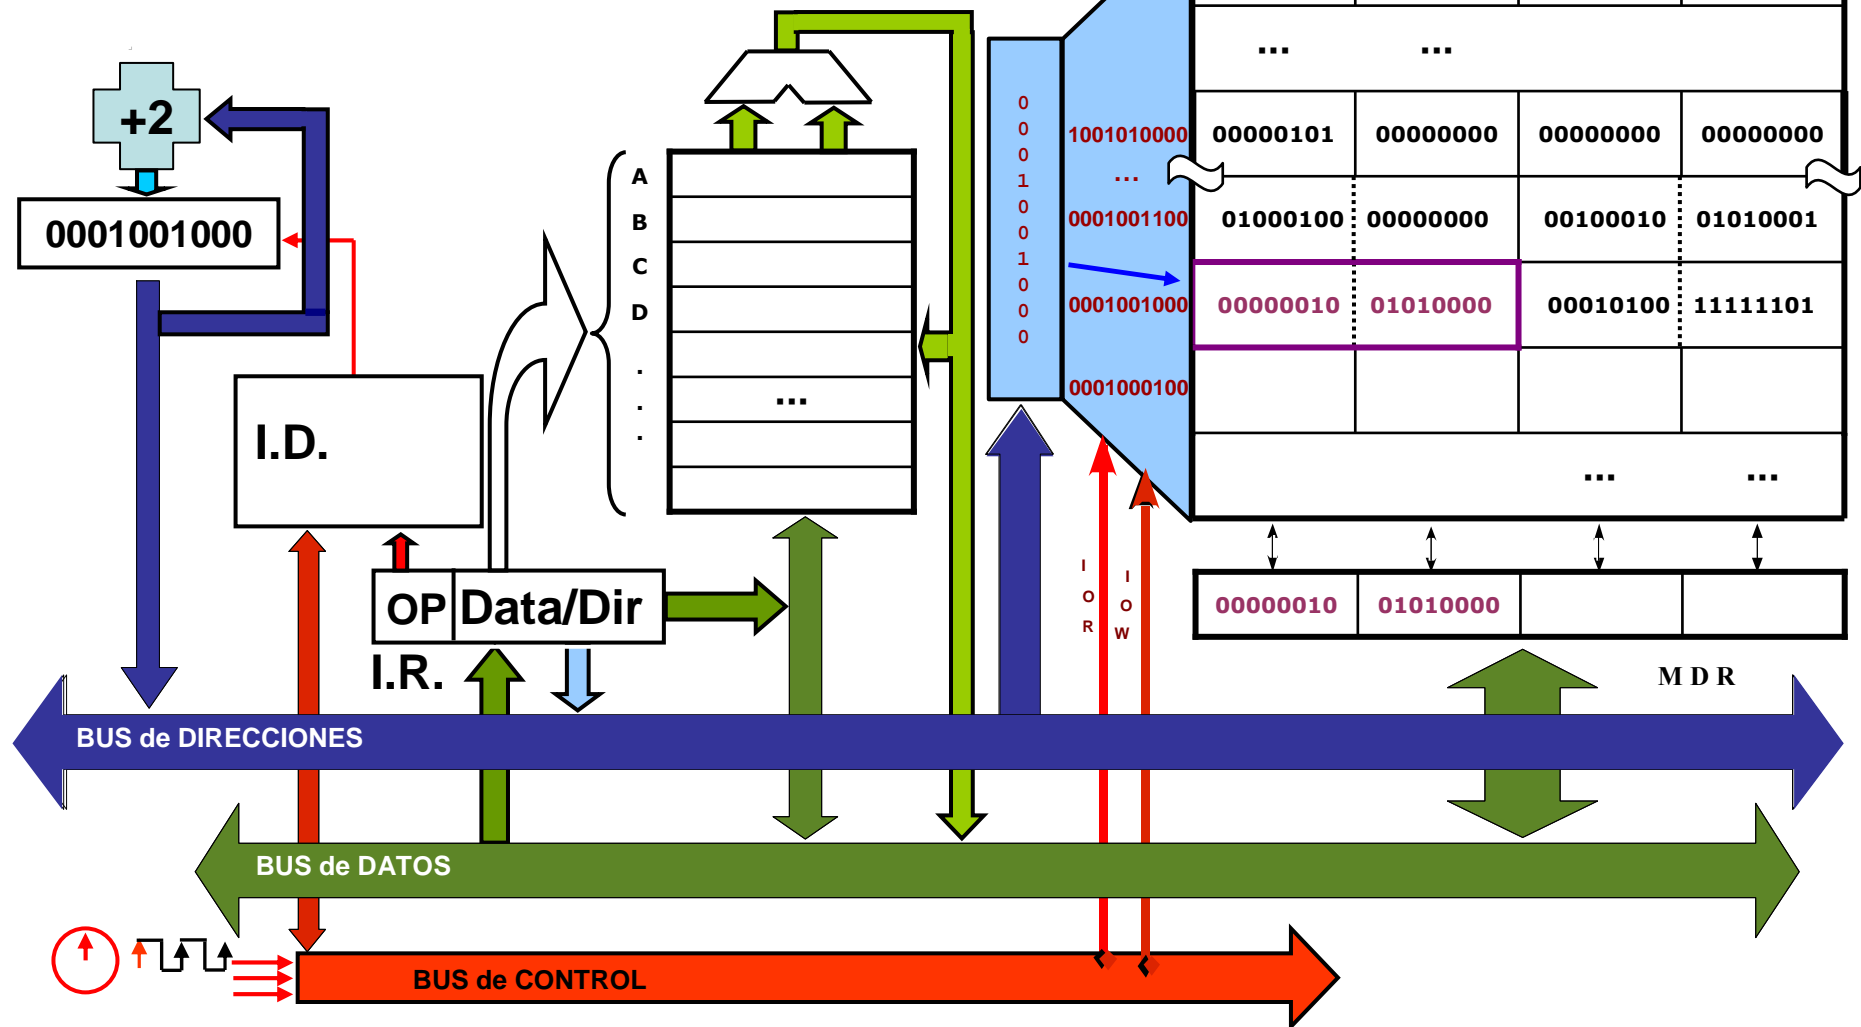 ... ...
+2
0001001000
A
B
C
D
.
.
.
...
0
0
0
1
0
0
1
0
0
0
1001010000 00000101 00000000 00000000 00000000
...
0001001100 01000100 00000000 00100010 01010001
0001001000 00000010 01010000 00010100 11111101
0001000100
... ...
I.D.
OP Data/Dir
I.R.
I
O
R
I
O
W
00000010 01010000
M D R
BUS de DIRECCIONES
BUS de DATOS
BUS de CONTROL